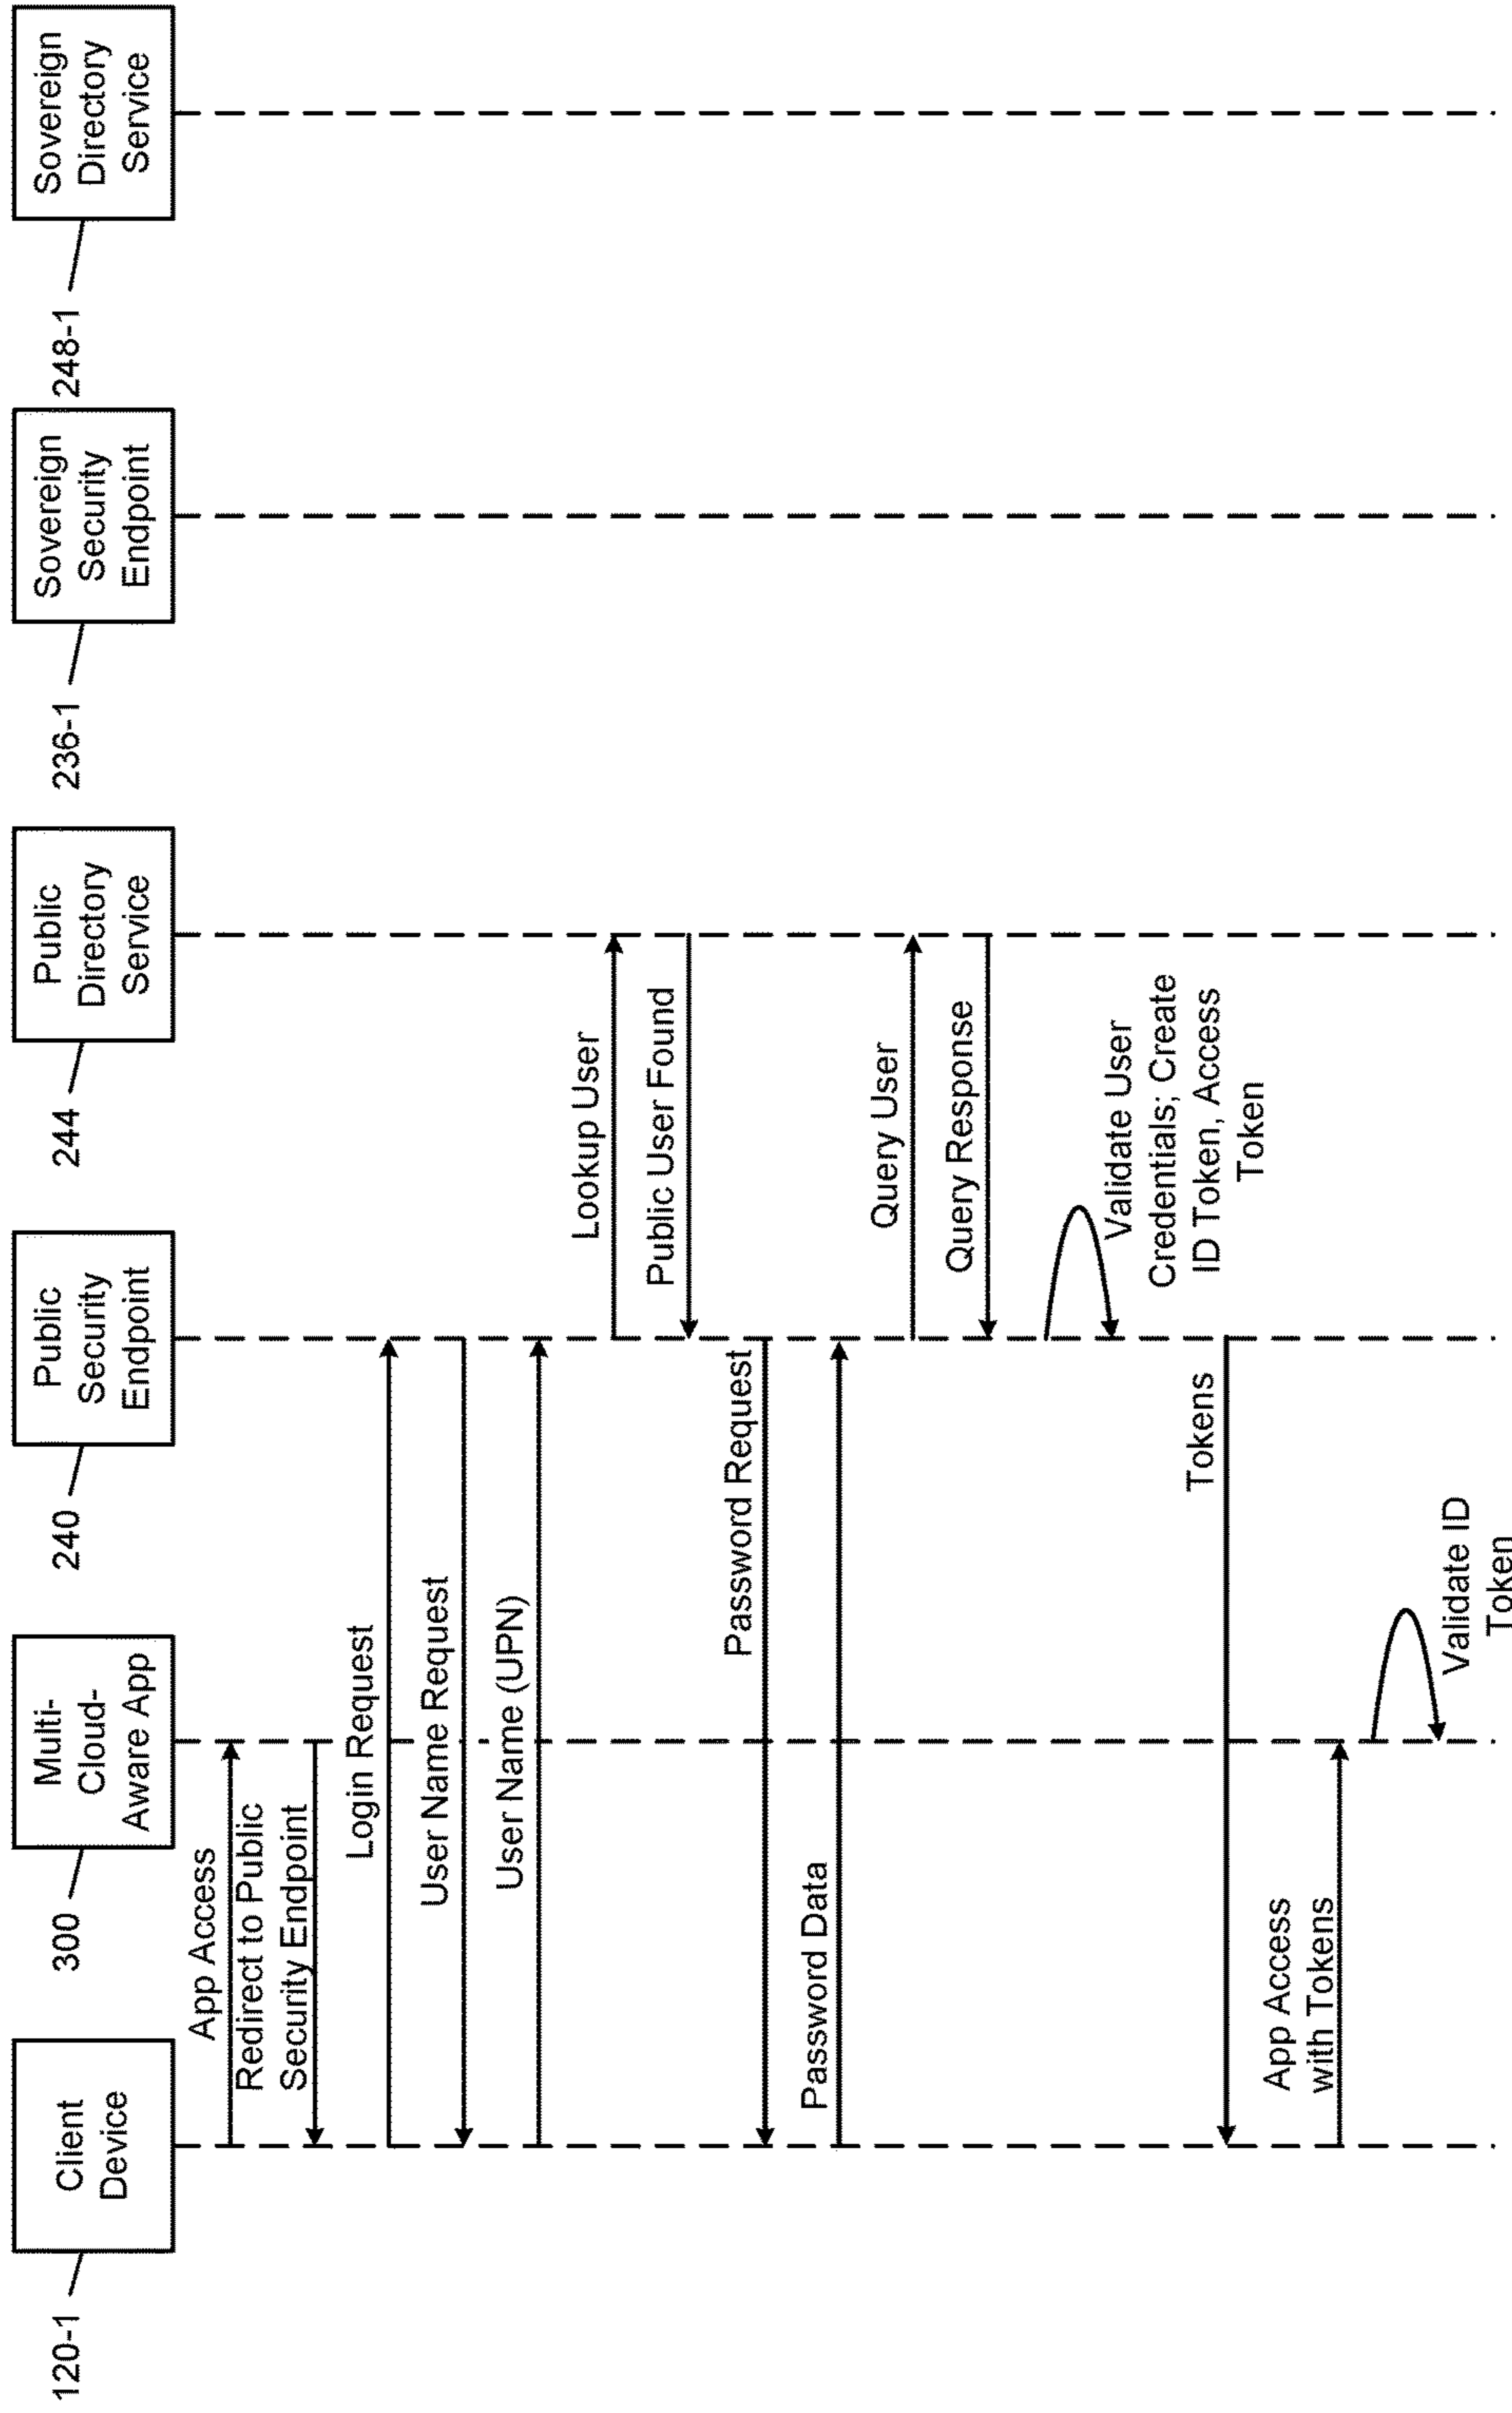 120-1
Client
Device
300
Multi-
Cloud-
Aware App
240
Public
Security
Endpoint
244
Public
Directory
Service
236-1
Sovereign
Security
Endpoint
248-1
Sovereign
Directory
Service
App Access
Redirect to Public
Security Endpoint
Login Request
User Name Request
User Name (UPN)
Lookup User
Public User Found
Password Request
Password Data
Query User
Query Response
Validate User
Credentials; Create
ID Token, Access
Token
Tokens
App Access
with Tokens
Validate ID
Token